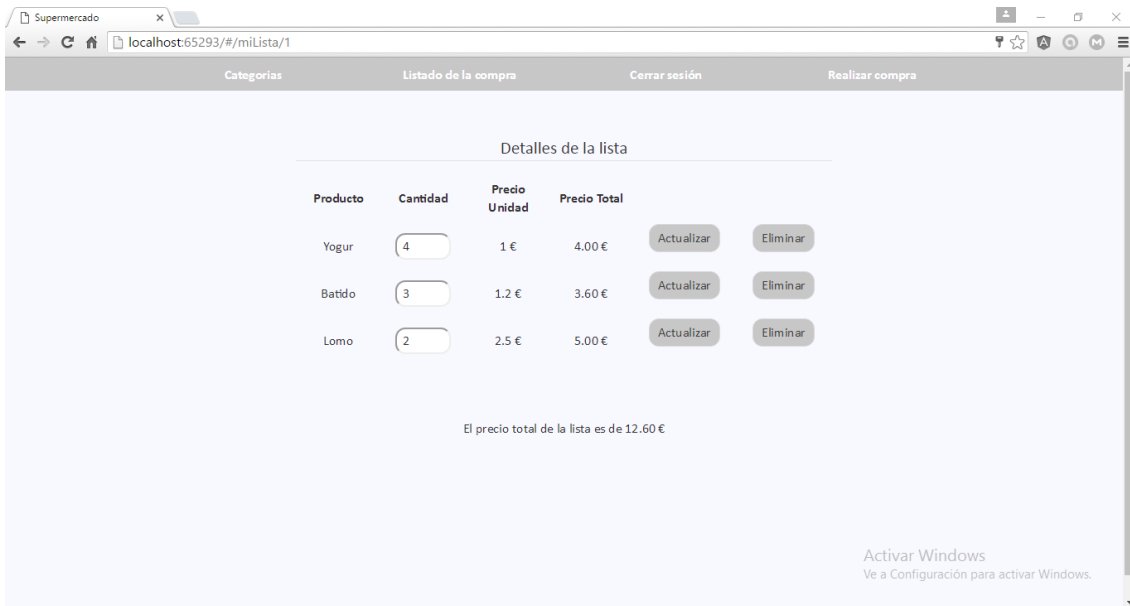 Supermercado
localhost:65293/#/miLista/1
Categorias Listado de la compra Cerrar sesión Realizar compra
Detalles de la lista
Producto Cantidad Precio Unidad Precio Total
Yogur 4 1 € 4.00 € Actualizar Eliminar
Batido 3 1.2 € 3.60 € Actualizar Eliminar
Lomo 2 2.5 € 5.00 € Actualizar Eliminar
El precio total de la lista es de 12.60 €
Activar Windows
Ve a Configuración para activar Windows.